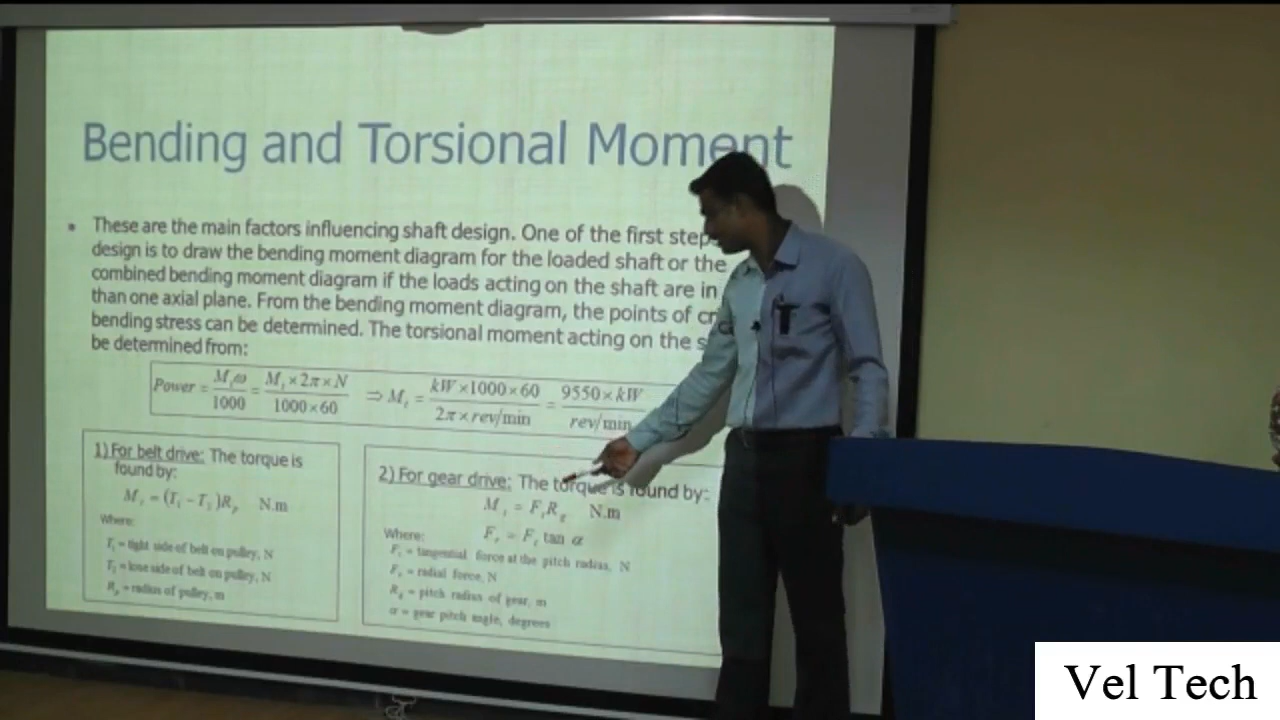 Bending and Torsional Moment
These are the main factors influencing shaft design. One of the first step
design is to draw the bending moment diagram for the loaded shaft or the
combined bending moment diagram if the loads acting on the shaft are in
than one axial plane. From the bending moment diagram, the points of
bending stress can be determined. The torsional moment acting on the
be determined from:
Power = M_t ω / 1000 = M_t × 2π × N / 1000 × 60 ⇒ M_t = kW × 1000 × 60 / 2π × rev/min = 9550 × kW / rev/min
1) For belt drive: The torque is
found by:
M_t = (T_1 − T_2)R_p N.m
Where:
T_1 = tight side of belt on pulley, N
T_2 = lose side of belt on pulley, N
R_p = radius of pulley, m
2) For gear drive: The torque is found by:
M_t = F_t R_g N.m
F_r = F_t tan α
Where:
F_t = tangential force at the pitch radius, N
F_r = radial force, N
R_g = pitch radius of gear, m
α = gear pitch angle, degrees
Vel Tech